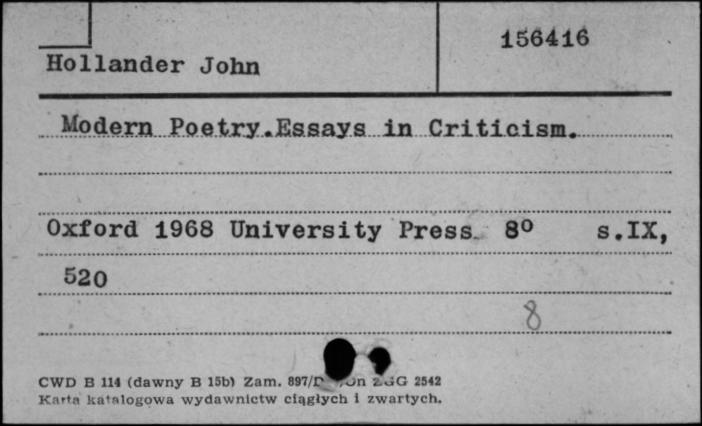 156416
Hollander John
Modern Poetry.Essays in Criticism.
Oxford 1968 University Press 8º s.IX,
520
8
CWD B 114 (dawny B 15b) Zam. 897/ 2542
Karta katalogowa wydawnictw ciągłych i zwartych.